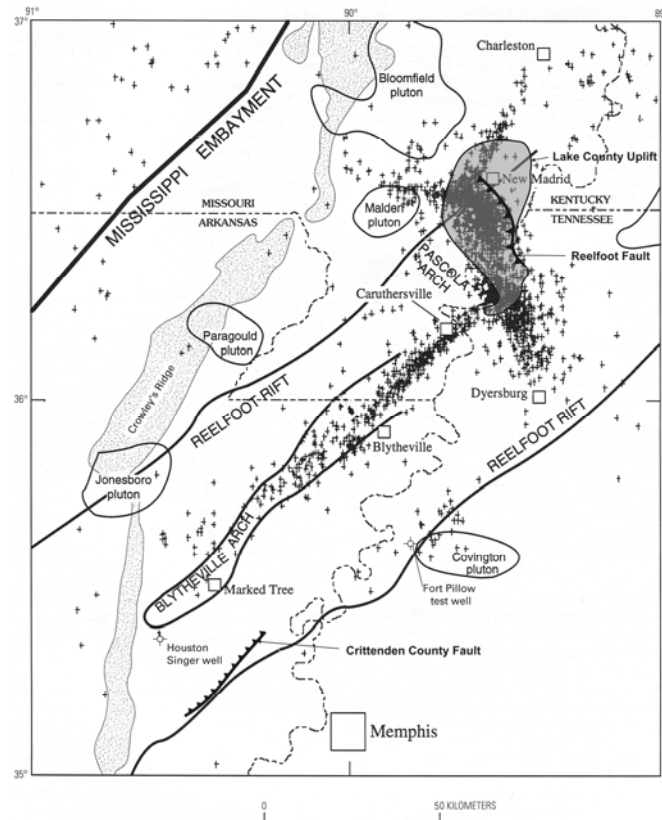 91°
90°
89
37°
Charleston
Bloomfield
pluton
MISSISSIPPI EMBAYMENT
Lake County Uplift
New Madrid
MISSOURI
ARKANSAS
Malden
pluton
KENTUCKY
TENNESSEE
PASCOLA
ARCH
Reelfoot Fault
Caruthersville
Paragould
pluton
Crowley's Ridge
36°
REELFOOT RIFT
Dyersburg
Blytheville
REELFOOT RIFT
Jonesboro
pluton
BLYTHEVILLE ARCH
Covington
pluton
Marked Tree
Fort Pillow
test well
Houston
Singer well
Crittenden County Fault
Memphis
35°
0
50 KILOMETERS